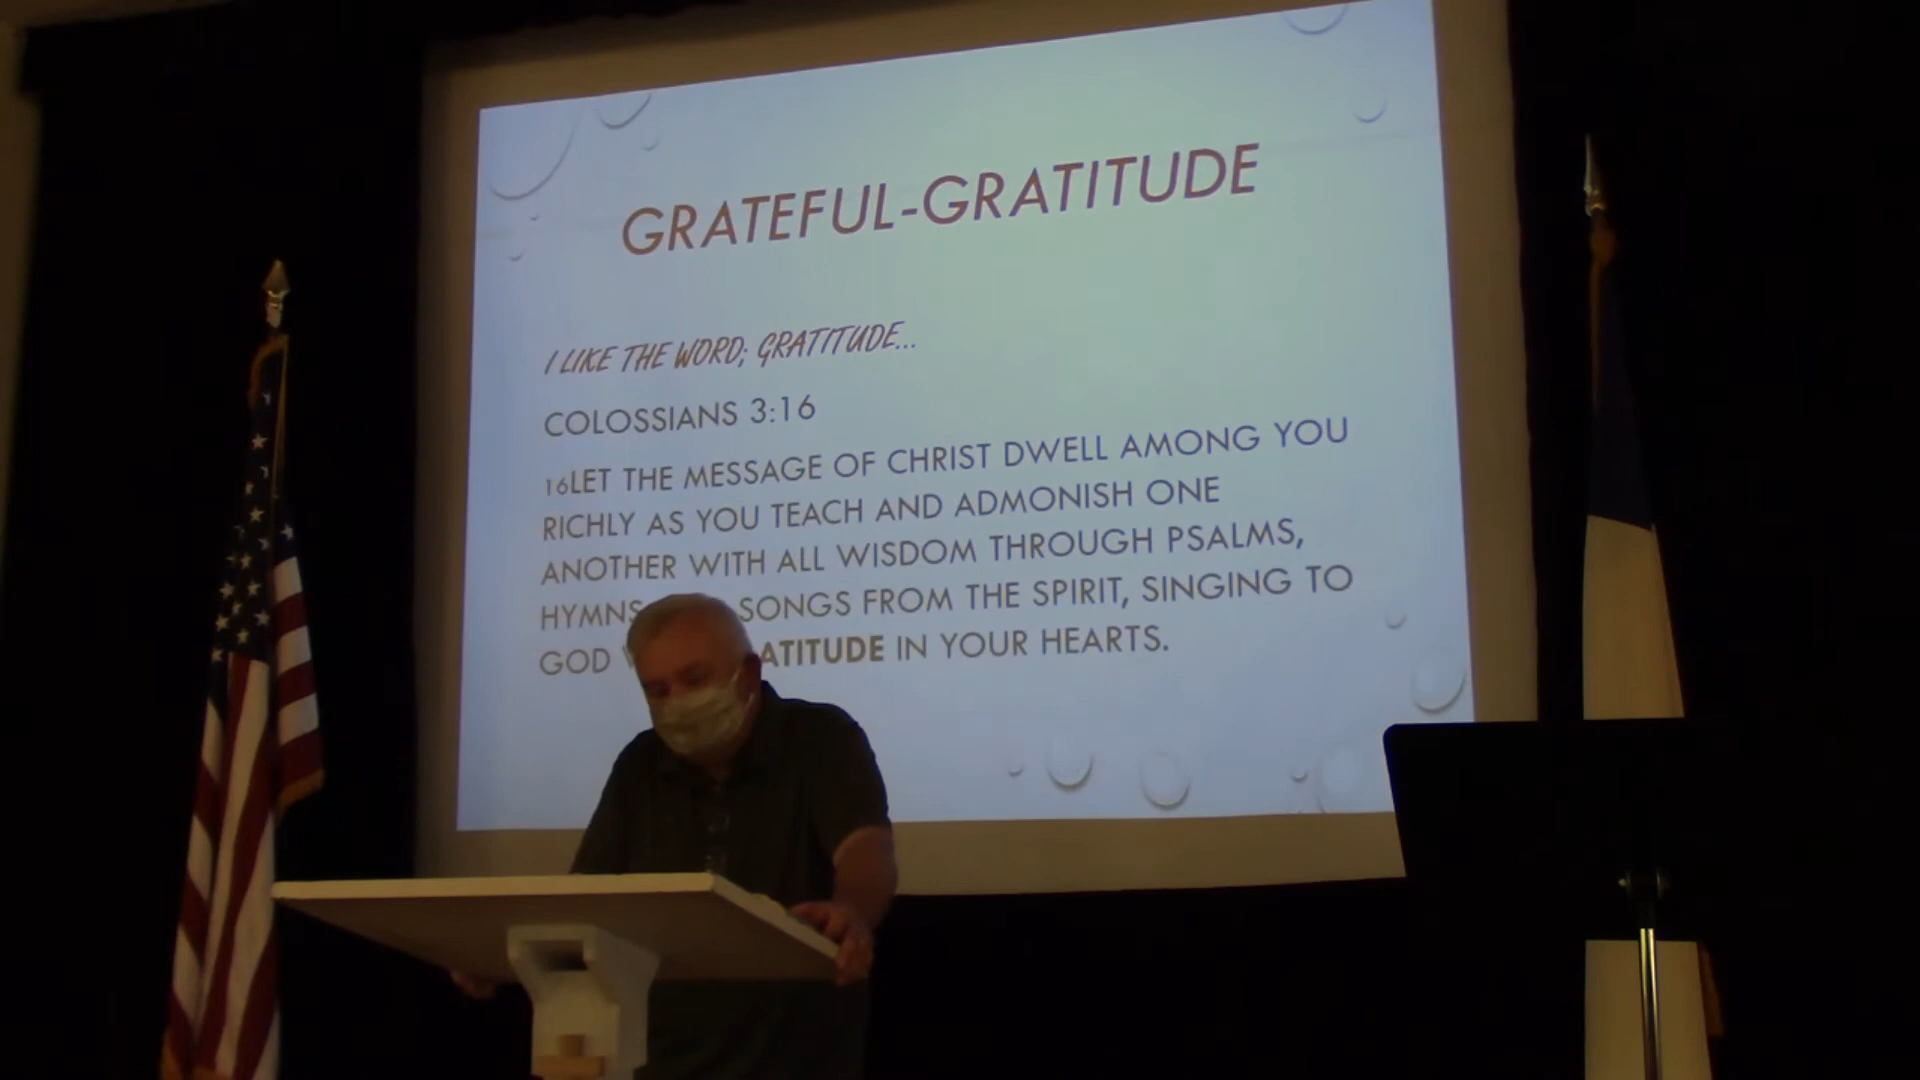 GRATEFUL-GRATITUDE
I LIKE THE WORD; GRATITUDE...
COLOSSIANS 3:16
16LET THE MESSAGE OF CHRIST DWELL AMONG YOU
RICHLY AS YOU TEACH AND ADMONISH ONE
ANOTHER WITH ALL WISDOM THROUGH PSALMS,
HYMNS SONGS FROM THE SPIRIT, SINGING TO
GOD ATITUDE IN YOUR HEARTS.